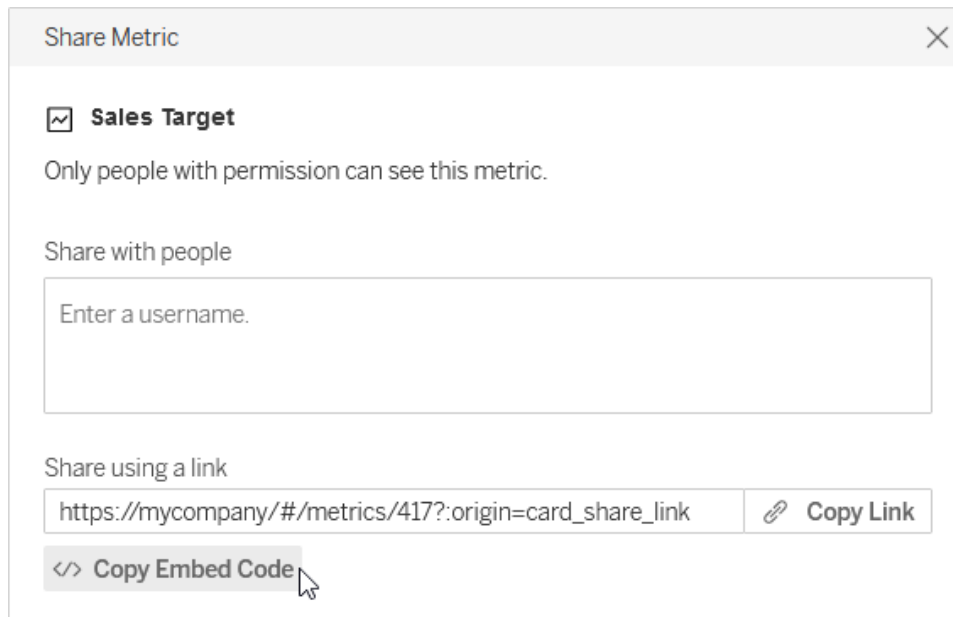 Share Metric
Sales Target
Only people with permission can see this metric.
Share with people
Enter a username.
Share using a link
https://mycompany/#/metrics/417?:origin=card_share_link Copy Link
</> Copy Embed Code